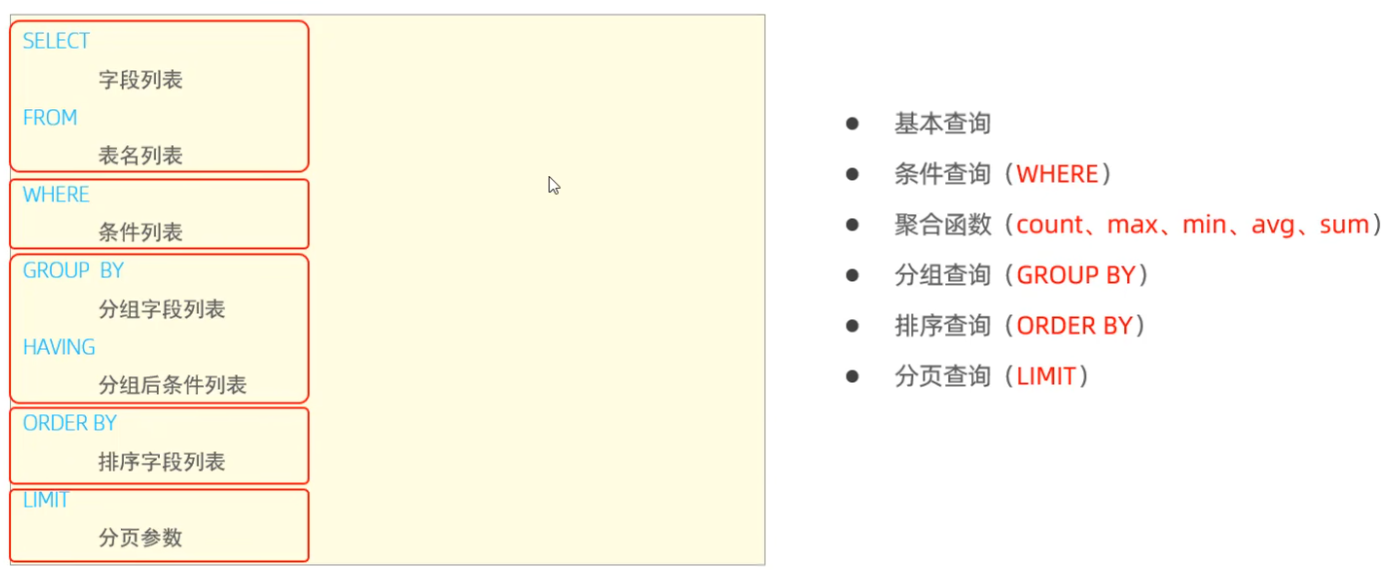 SELECT
字段列表
FROM
表名列表
WHERE
条件列表
GROUP BY
分组字段列表
HAVING
分组后条件列表
ORDER BY
排序字段列表
LIMIT
分页参数
● 基本查询
● 条件查询（WHERE）
● 聚合函数（count、max、min、avg、sum）
● 分组查询（GROUP BY）
● 排序查询（ORDER BY）
● 分页查询（LIMIT）